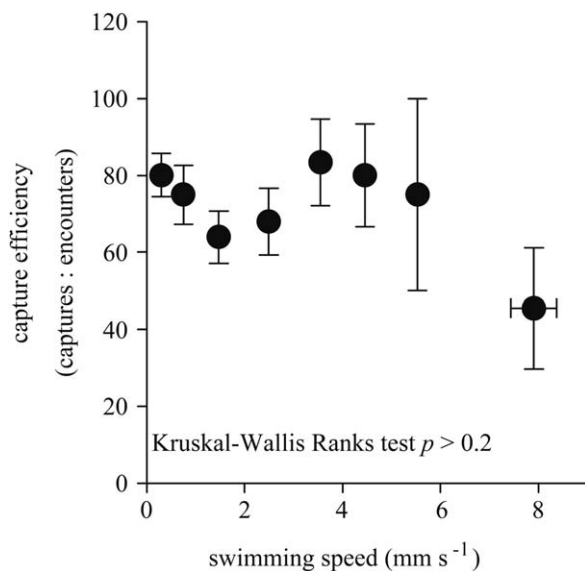 120
100
80
60
40
20
0
capture efficiency
(captures : encounters)
Kruskal-Wallis Ranks test p > 0.2
0 2 4 6 8
swimming speed (mm s⁻¹)